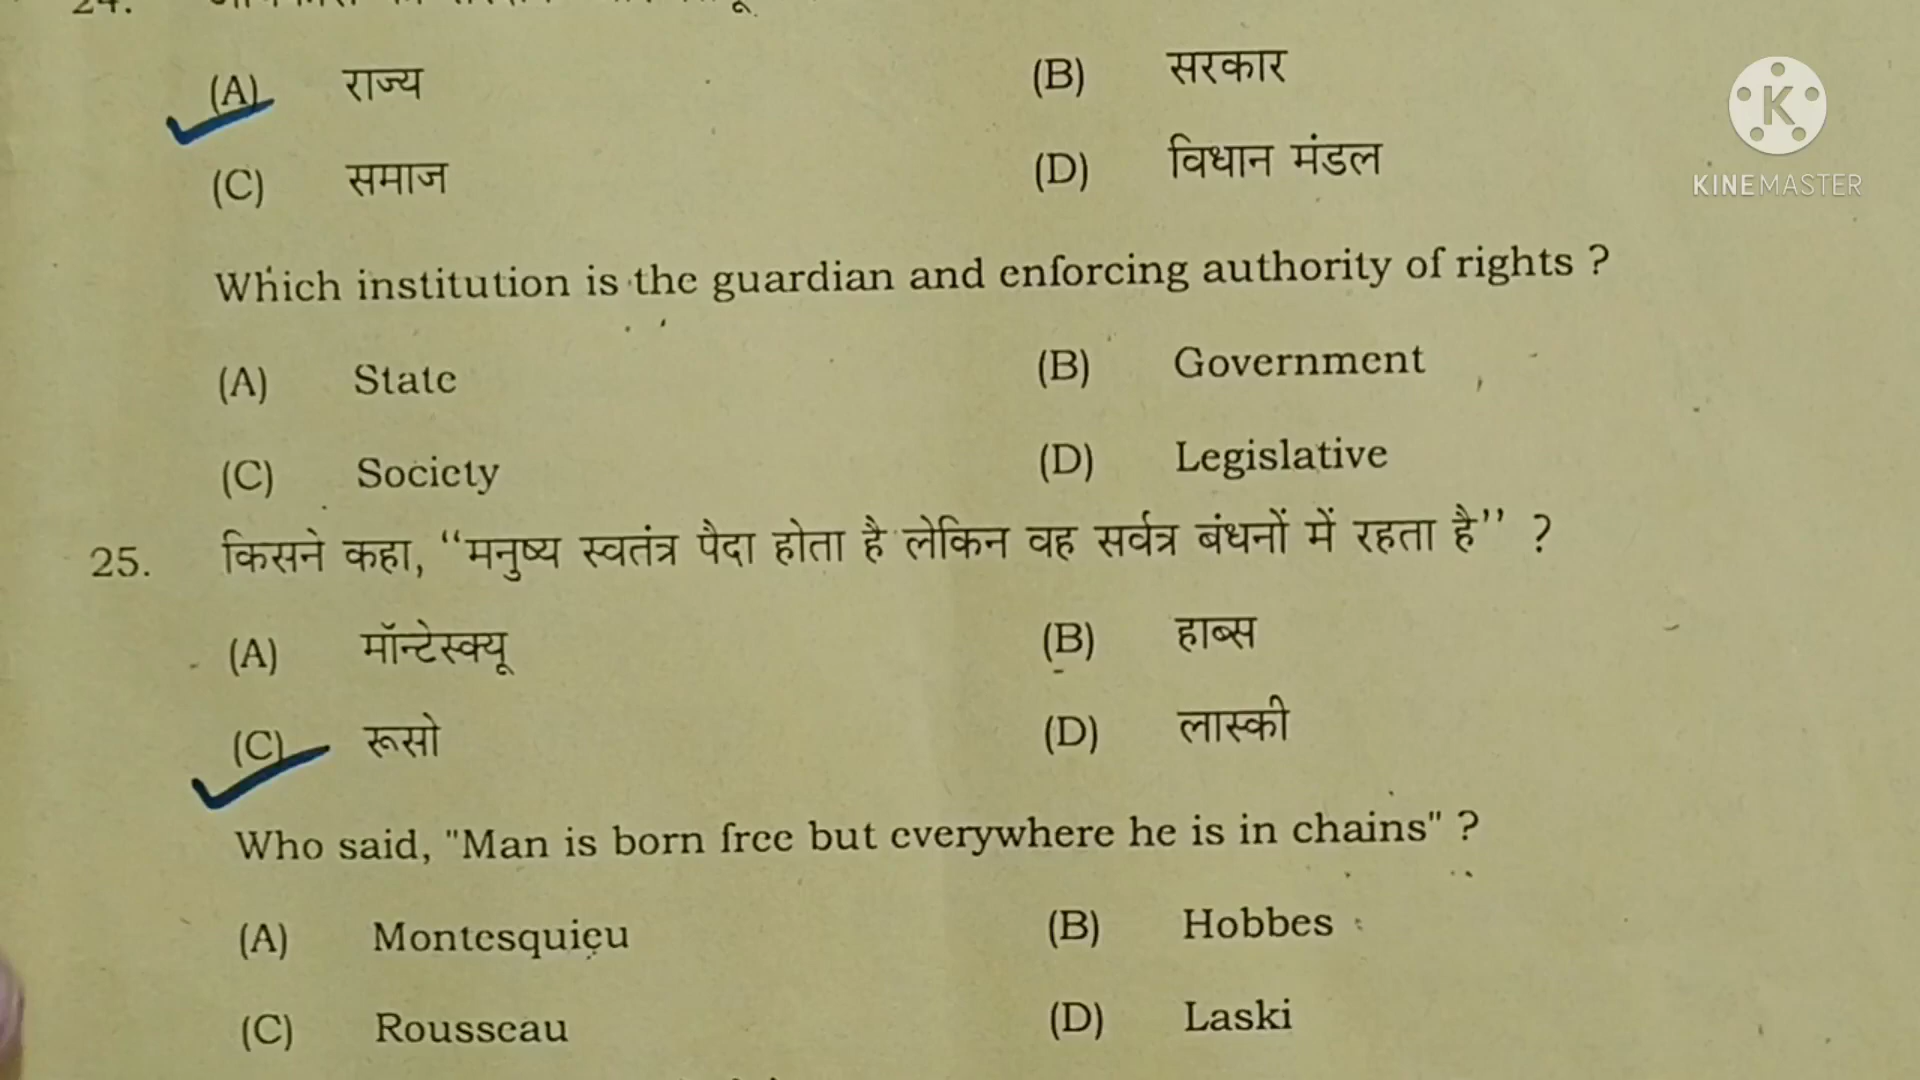 24.
(A) राज्य (B) सरकार
(C) समाज (D) विधान मंडल
Which institution is the guardian and enforcing authority of rights ?
(A) State (B) Government
(C) Society (D) Legislative
25. किसने कहा, “मनुष्य स्वतंत्र पैदा होता है लेकिन वह सर्वत्र बंधनों में रहता है” ?
(A) मॉन्टेस्क्यू (B) हाब्स
(C) रूसो (D) लास्की
Who said, "Man is born free but everywhere he is in chains" ?
(A) Montesquieu (B) Hobbes
(C) Rousseau (D) Laski
K
KINEMASTER